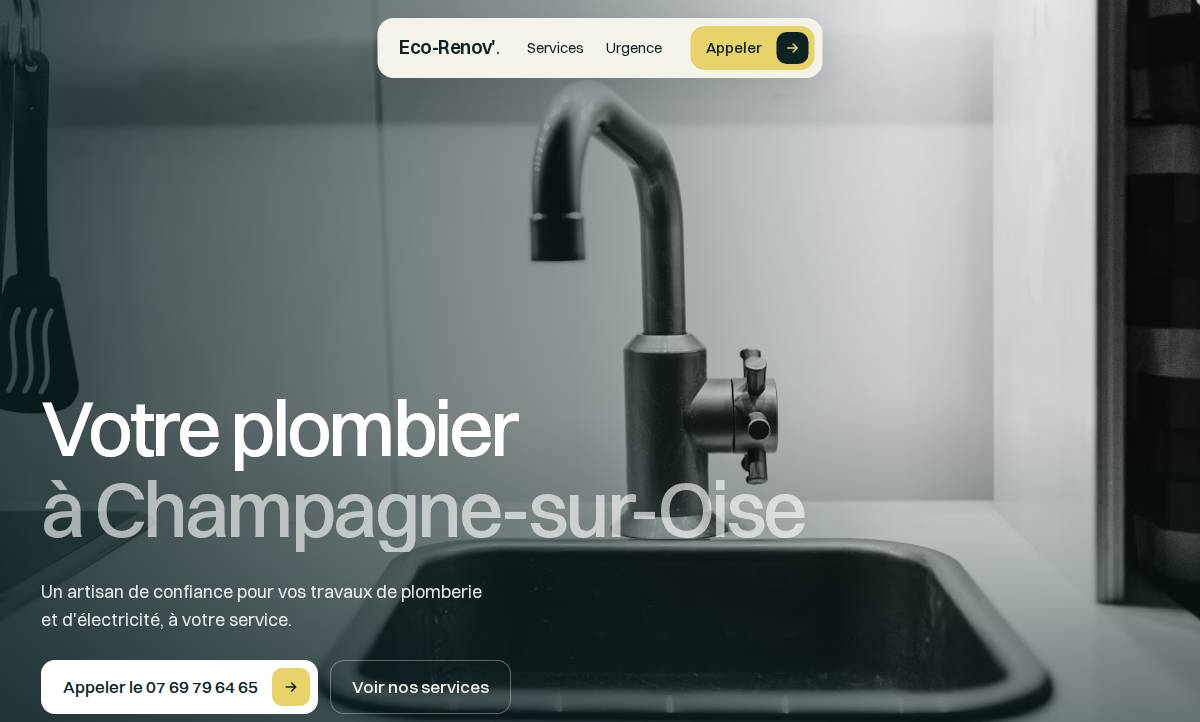 Eco-Renov'.
Services
Urgence
Appeler
Votre plombier
à Champagne-sur-Oise
Un artisan de confiance pour vos travaux de plomberie
et d'électricité, à votre service.
Appeler le 07 69 79 64 65
Voir nos services